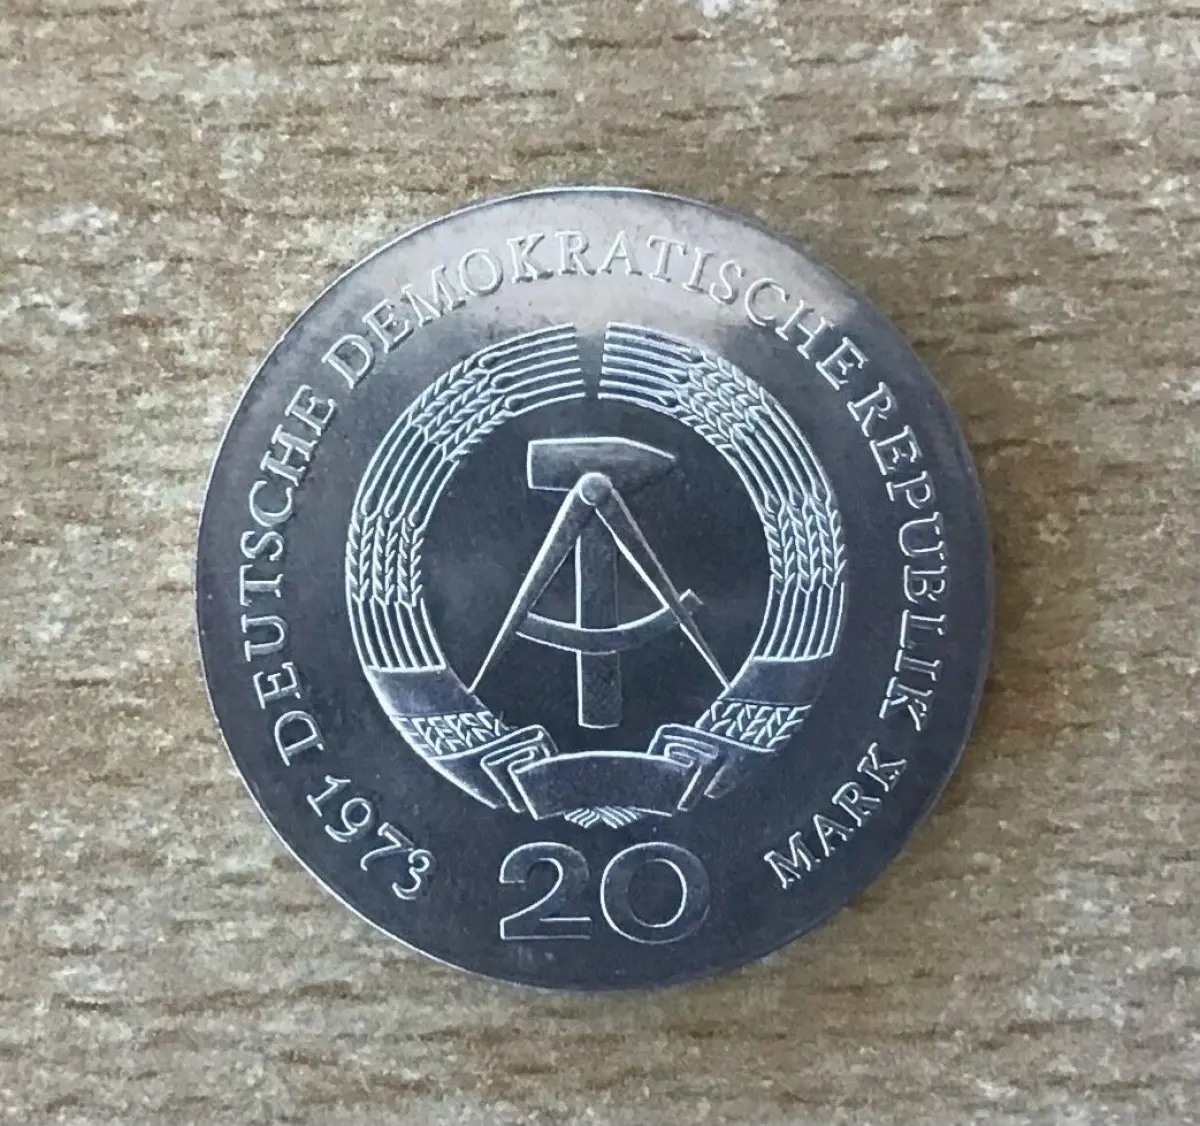 DEUTSCHE DEMOKRATISCHE REPUBLIK
1973
20
MARK